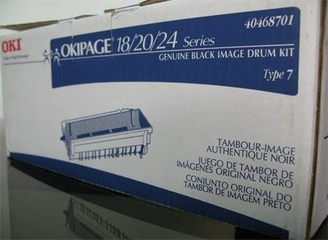 OKI
OKIPAGE 18/20/24 Series
40468701
GENUINE BLACK IMAGE DRUM KIT
Type 7
TAMBOUR-IMAGE
AUTHENTIQUE NOIR
JUEGO DE TAMBOR DE
IMÁGENES ORIGINAL NEGRO
CONJUNTO ORIGINAL DO
TAMBOR DE IMAGEM PRETO